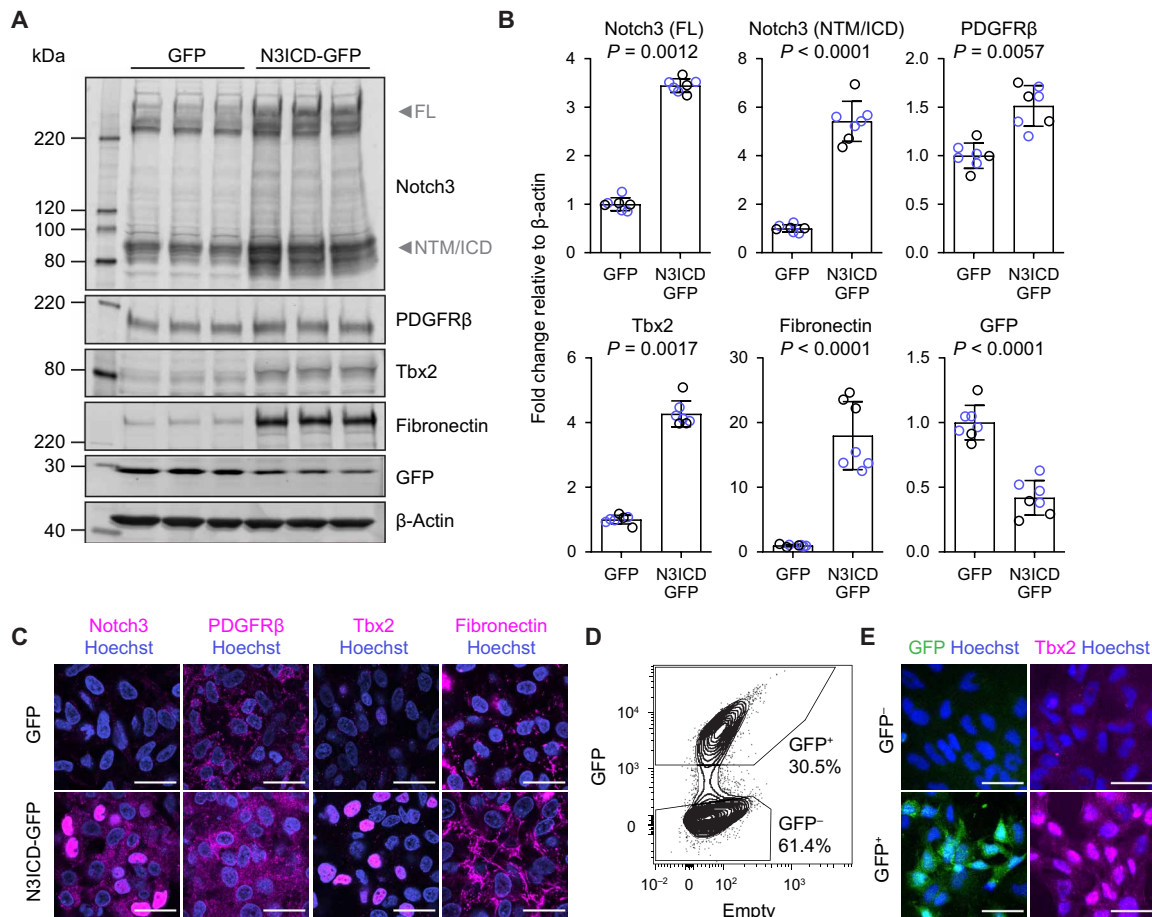 A
kDa
GFP
N3ICD-GFP
FL
220
Notch3
120
100
NTM/ICD
80
220
PDGFRβ
80
Tbx2
Fibronectin
220
30
GFP
β-Actin
40
B
Fold change relative to β-actin
Notch3 (FL)
P = 0.0012
4
3
2
1
0
GFP
N3ICD
GFP
Notch3 (NTM/ICD)
P < 0.0001
8
6
4
2
0
GFP
N3ICD
GFP
PDGFRβ
P = 0.0057
2.0
1.5
1.0
0.5
0.0
GFP
N3ICD
GFP
Tbx2
P = 0.0017
6
4
2
0
GFP
N3ICD
GFP
Fibronectin
P < 0.0001
30
20
10
0
GFP
N3ICD
GFP
GFP
P < 0.0001
1.5
1.0
0.5
0.0
GFP
N3ICD
GFP
C
Notch3
Hoechst
PDGFRβ
Hoechst
Tbx2
Hoechst
Fibronectin
Hoechst
GFP
N3ICD-GFP
D
GFP
10⁴
10³
0
GFP⁺
30.5%
GFP⁻
61.4%
10⁻² 0 10² 10³
Empty
E
GFP Hoechst
Tbx2 Hoechst
GFP⁻
GFP⁺